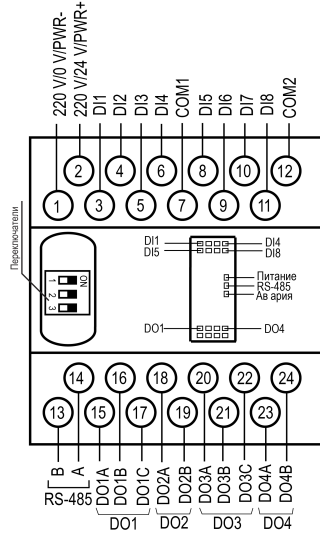 220 V/0 V/PWR-
220 V/24 V/PWR+
DI1
DI2
DI3
DI4
COM1
DI5
DI6
DI7
DI8
COM2
2
4
6
8
10
12
1
3
5
7
9
11
Переключатели
ON
1
2
3
DI1
DI4
DI5
DI8
Питание
RS-485
Ав ария
DO1
DO4
14
16
18
20
22
24
13
15
17
19
21
23
B
A
DO1A
DO1B
DO1C
DO2A
DO2B
DO3A
DO3B
DO3C
DO4A
DO4B
RS-485
DO1
DO2
DO3
DO4